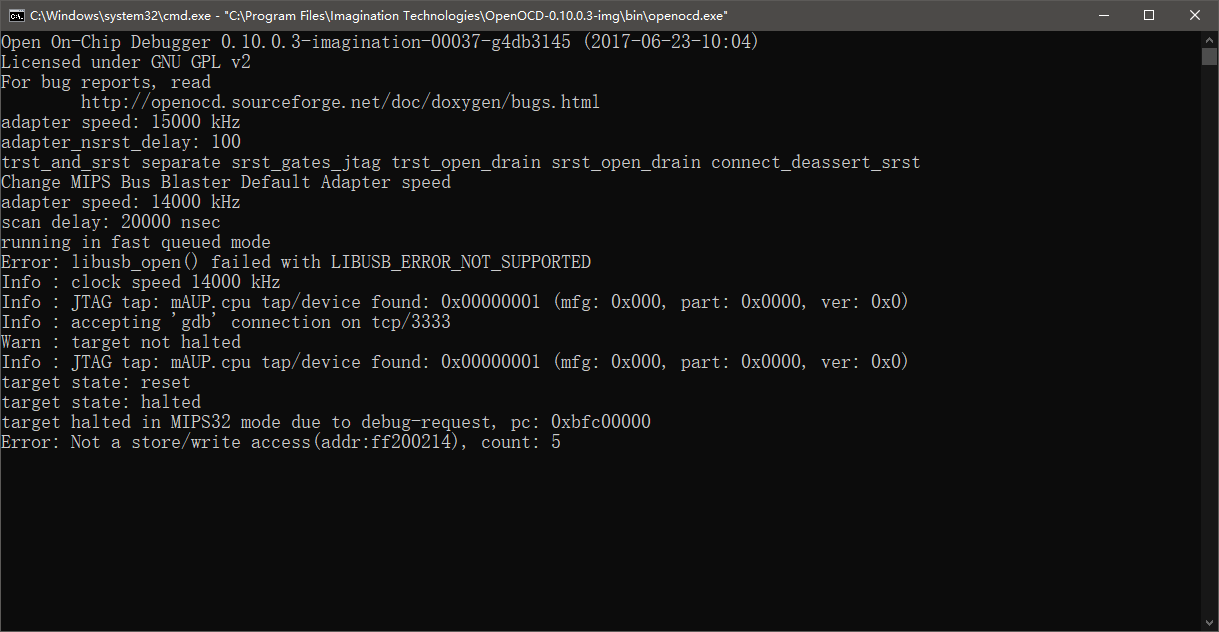 C:\Windows\system32\cmd.exe - "C:\Program Files\Imagination Technologies\OpenOCD-0.10.0.3-img\bin\openocd.exe"
Open On-Chip Debugger 0.10.0.3-imagination-00037-g4db3145 (2017-06-23-10:04)
Licensed under GNU GPL v2
For bug reports, read
        http://openocd.sourceforge.net/doc/doxygen/bugs.html
adapter speed: 15000 kHz
adapter_nsrst_delay: 100
trst_and_srst separate srst_gates_jtag trst_open_drain srst_open_drain connect_deassert_srst
Change MIPS Bus Blaster Default Adapter speed
adapter speed: 14000 kHz
scan delay: 20000 nsec
running in fast queued mode
Error: libusb_open() failed with LIBUSB_ERROR_NOT_SUPPORTED
Info : clock speed 14000 kHz
Info : JTAG tap: mAUP.cpu tap/device found: 0x00000001 (mfg: 0x000, part: 0x0000, ver: 0x0)
Info : accepting 'gdb' connection on tcp/3333
Warn : target not halted
Info : JTAG tap: mAUP.cpu tap/device found: 0x00000001 (mfg: 0x000, part: 0x0000, ver: 0x0)
target state: reset
target state: halted
target halted in MIPS32 mode due to debug-request, pc: 0xbfc00000
Error: Not a store/write access(addr:ff200214), count: 5